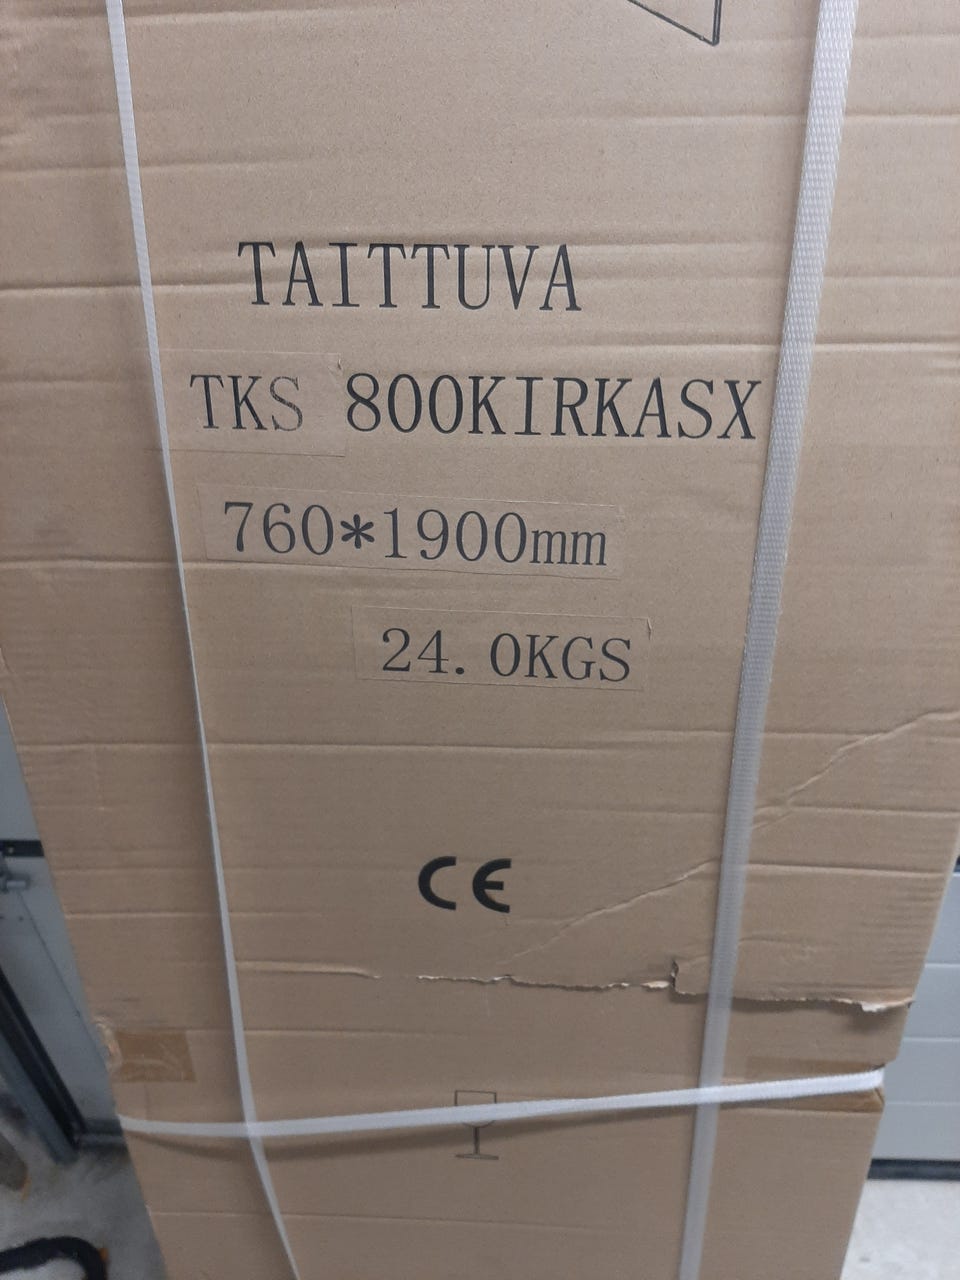 TAITTUVA
TKS 800KIRKASX
760*1900mm
24.0KGS
CE